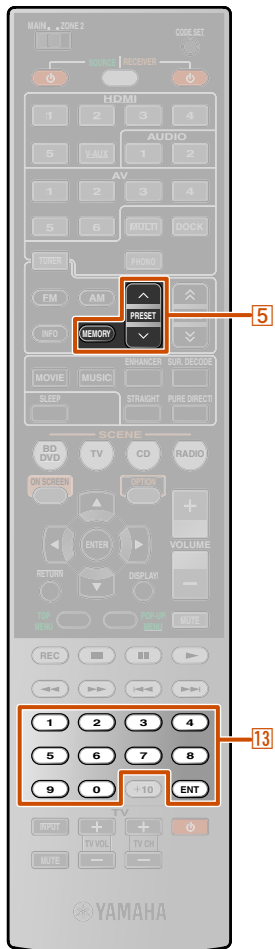 MAIN ZONE 2 CODE SET
SOURCE RECEIVER
HDMI
1 2 3 4
AUDIO
5 V-AUX 1 2
AV
1 2 3 4
5 6 MULTI DOCK
TUNER PHONO
FM AM
PRESET
5
INFO MEMORY
ENHANCER SUR. DECODE
MOVIE MUSIC
SLEEP STRAIGHT PURE DIRECT
SCENE
BD DVD TV CD RADIO
ON SCREEN OPTION
ENTER
VOLUME
RETURN DISPLAY
TOP MENU POP-UP MENU MUTE
REC
1 2 3 4
13
5 6 7 8
9 0 +10 ENT
TV
INPUT
TV VOL TV CH
MUTE
YAMAHA